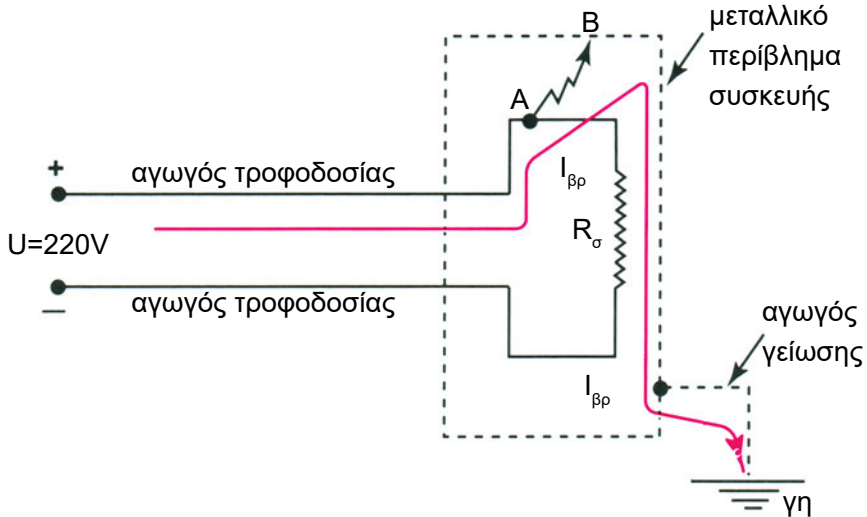 μεταλλικό
περίβλημα
συσκευής
B
A
+
αγωγός τροφοδοσίας
Iβρ
U=220V
Rσ
–
αγωγός τροφοδοσίας
αγωγός
γείωσης
Iβρ
γη